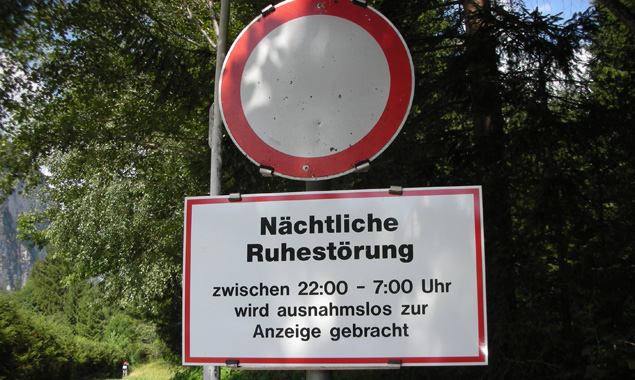 Nächtliche
Ruhestörung
zwischen 22:00 - 7:00 Uhr
wird ausnahmslos zur
Anzeige gebracht